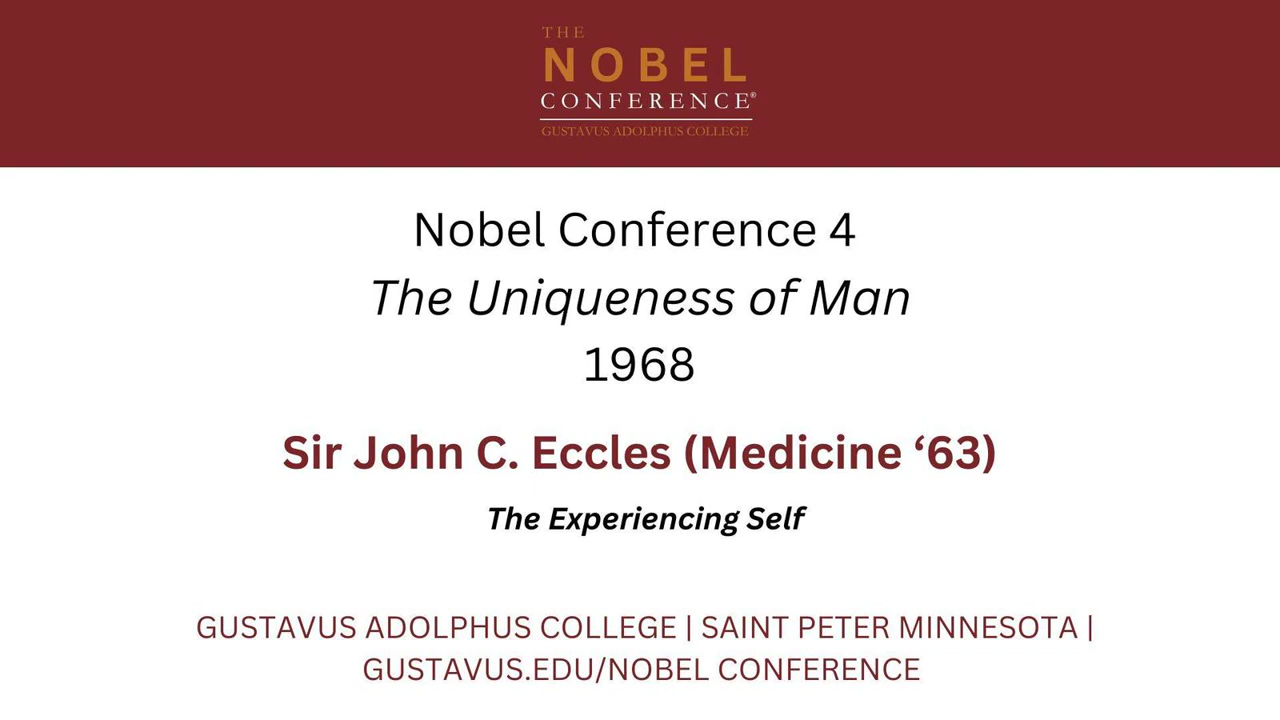 THE
NOBEL
CONFERENCE®
GUSTAVUS ADOLPHUS COLLEGE
Nobel Conference 4
The Uniqueness of Man
1968
Sir John C. Eccles (Medicine ‘63)
The Experiencing Self
GUSTAVUS ADOLPHUS COLLEGE | SAINT PETER MINNESOTA |
GUSTAVUS.EDU/NOBEL CONFERENCE